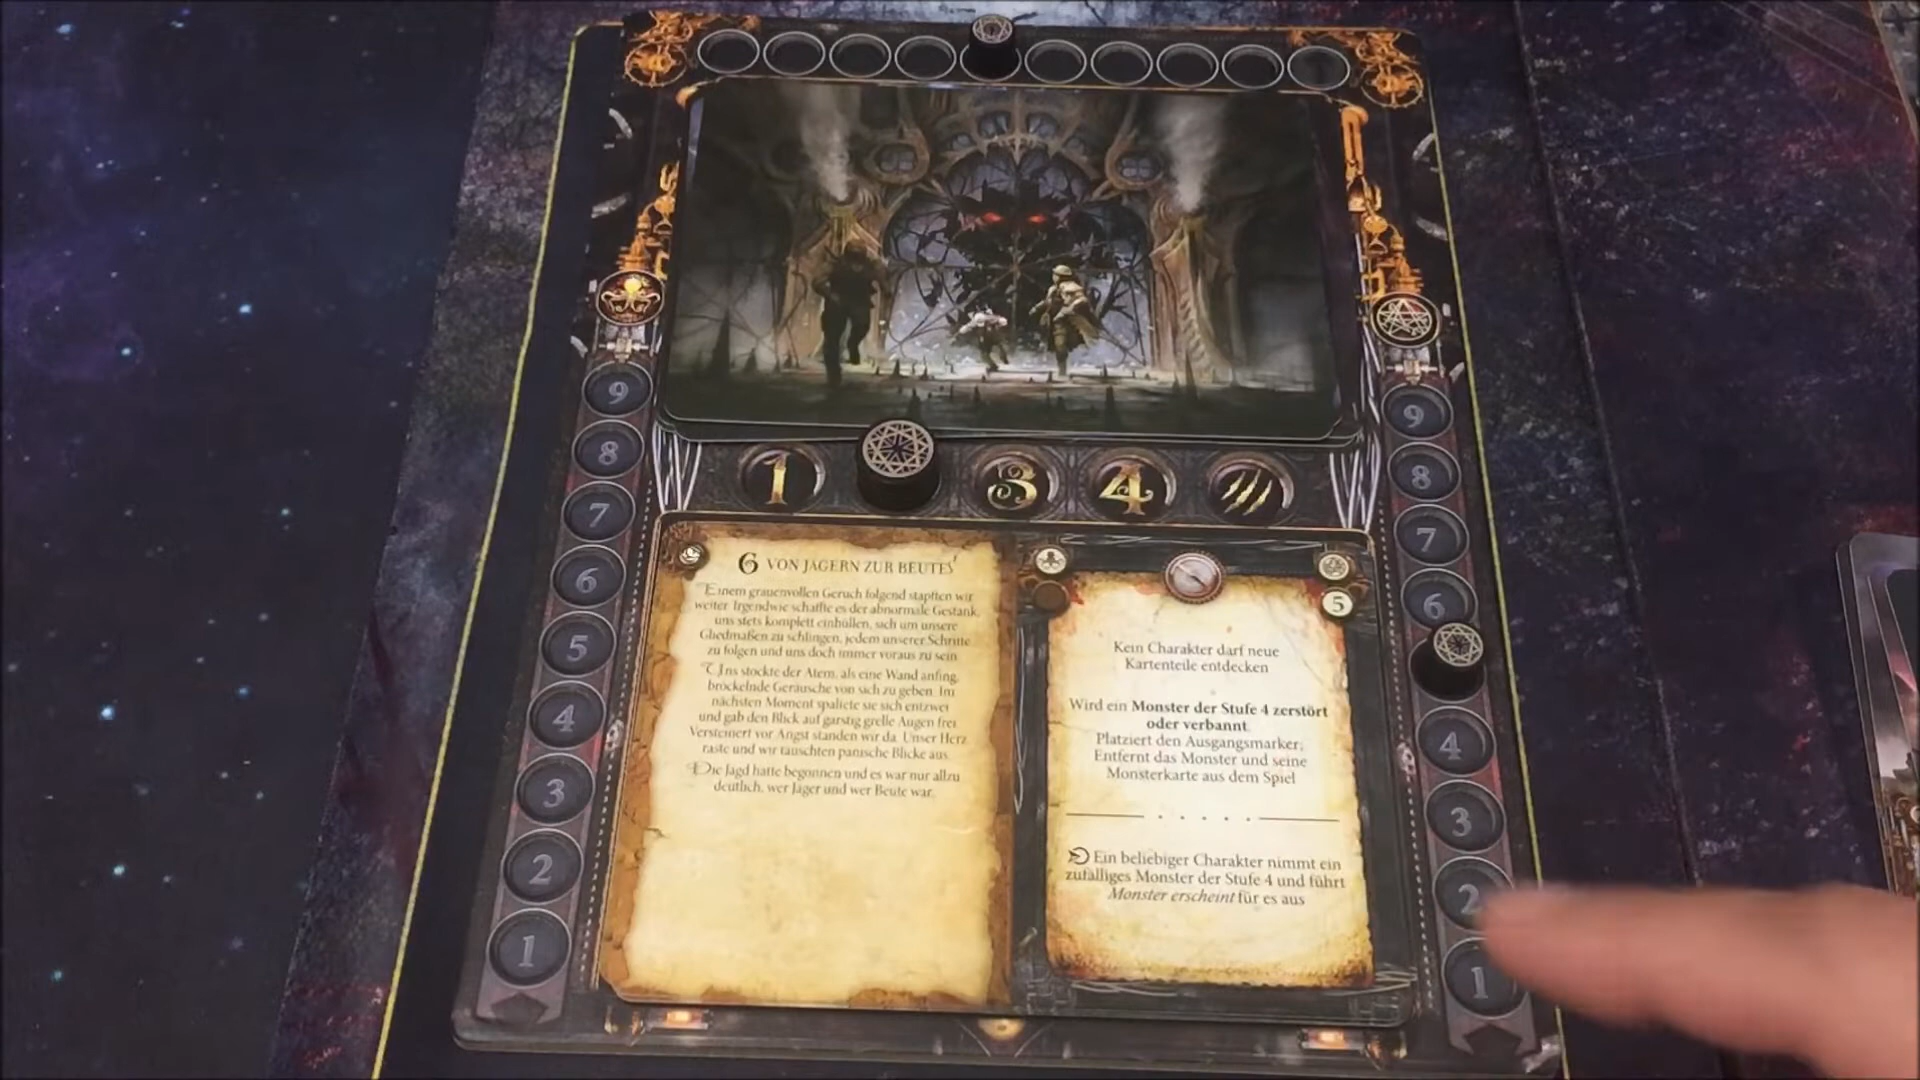 1 3 4
9
8
7
6
5
4
3
2
1
6 VON JÄGERN ZUR BEUTE
Einem grauenvollen Geruch folgend stapften wir
weiter. Irgendwie schaffte es der abnormale Gestank,
uns stets komplett einhüllen, sich um unsere
Gliedmaßen zu schlingen, jedem unserer Schritte
zu folgen und uns doch immer voraus zu sein.
Uns stockte der Atem, als eine Wand anfing,
bröckelnde Geräusche von sich zu geben. Im
nächsten Moment spaltete sie sich entzwei
und gab den Blick auf garstig grelle Augen frei.
Versteinert vor Angst standen wir da. Unser Herz
raste und wir tauschten panische Blicke aus.
Die Jagd hatte begonnen und es war nur allzu
deutlich, wer Jäger und wer Beute war.
5
Kein Charakter darf neue
Kartenteile entdecken
Wird ein Monster der Stufe 4 zerstört
oder verbannt
Platziert den Ausgangsmarker;
Entfernt das Monster und seine
Monsterkarte aus dem Spiel
Ein beliebiger Charakter nimmt ein
zufälliges Monster der Stufe 4 und führt
Monster erscheint für es aus
9
8
7
6
4
3
2
1